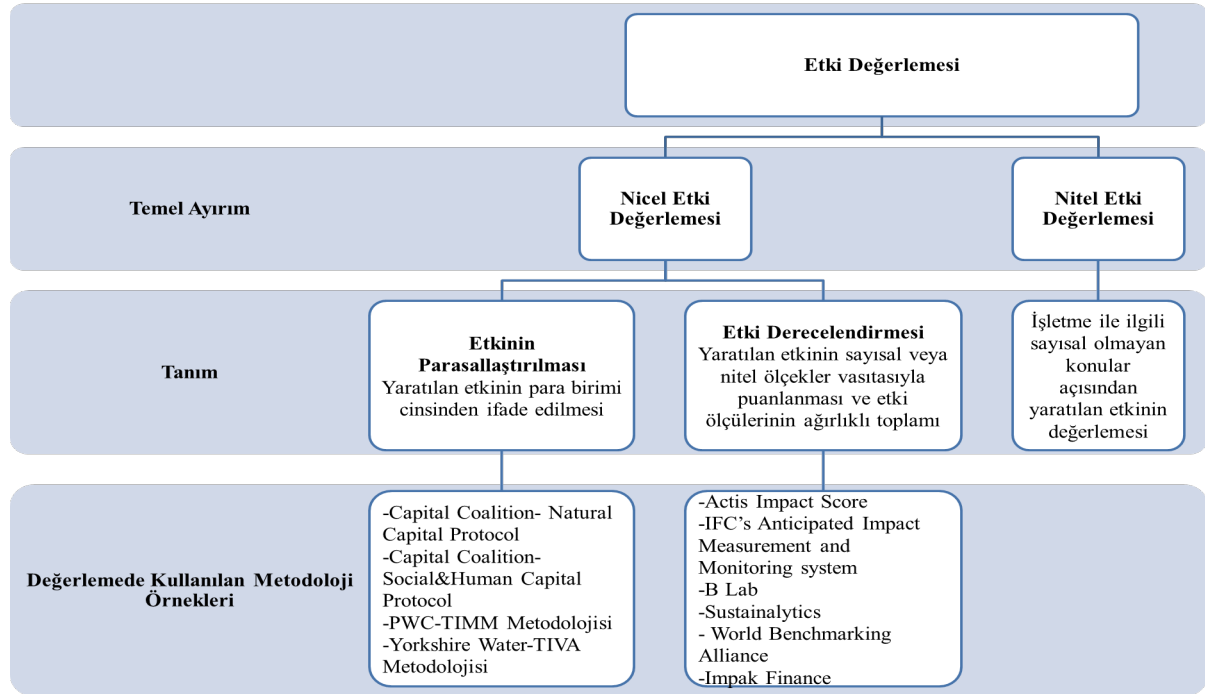 Etki Değerlemesi
Temel Ayırım
Nicel Etki
Değerlemesi
Nitel Etki
Değerlemesi
Tanım
Etkinin
Parasallaştırılması
Yaratılan etkinin para birimi
cinsinden ifade edilmesi
Etki Derecelendirmesi
Yaratılan etkinin sayısal veya
nitel ölçekler vasıtasıyla
puanlanması ve etki
ölçülerinin ağırlıklı toplamı
İşletme ile ilgili
sayısal olmayan
konular
açısından
yaratılan etkinin
değerlemesi
Değerlemede Kullanılan Metodoloji
Örnekleri
-Capital Coalition- Natural
Capital Protocol
-Capital Coalition-
Social&Human Capital
Protocol
-PWC-TIMM Metodolojisi
-Yorkshire Water-TIVA
Metodolojisi
-Actis Impact Score
-IFC’s Anticipated Impact
Measurement and
Monitoring system
-B Lab
-Sustainalytics
- World Benchmarking
Alliance
-Impak Finance